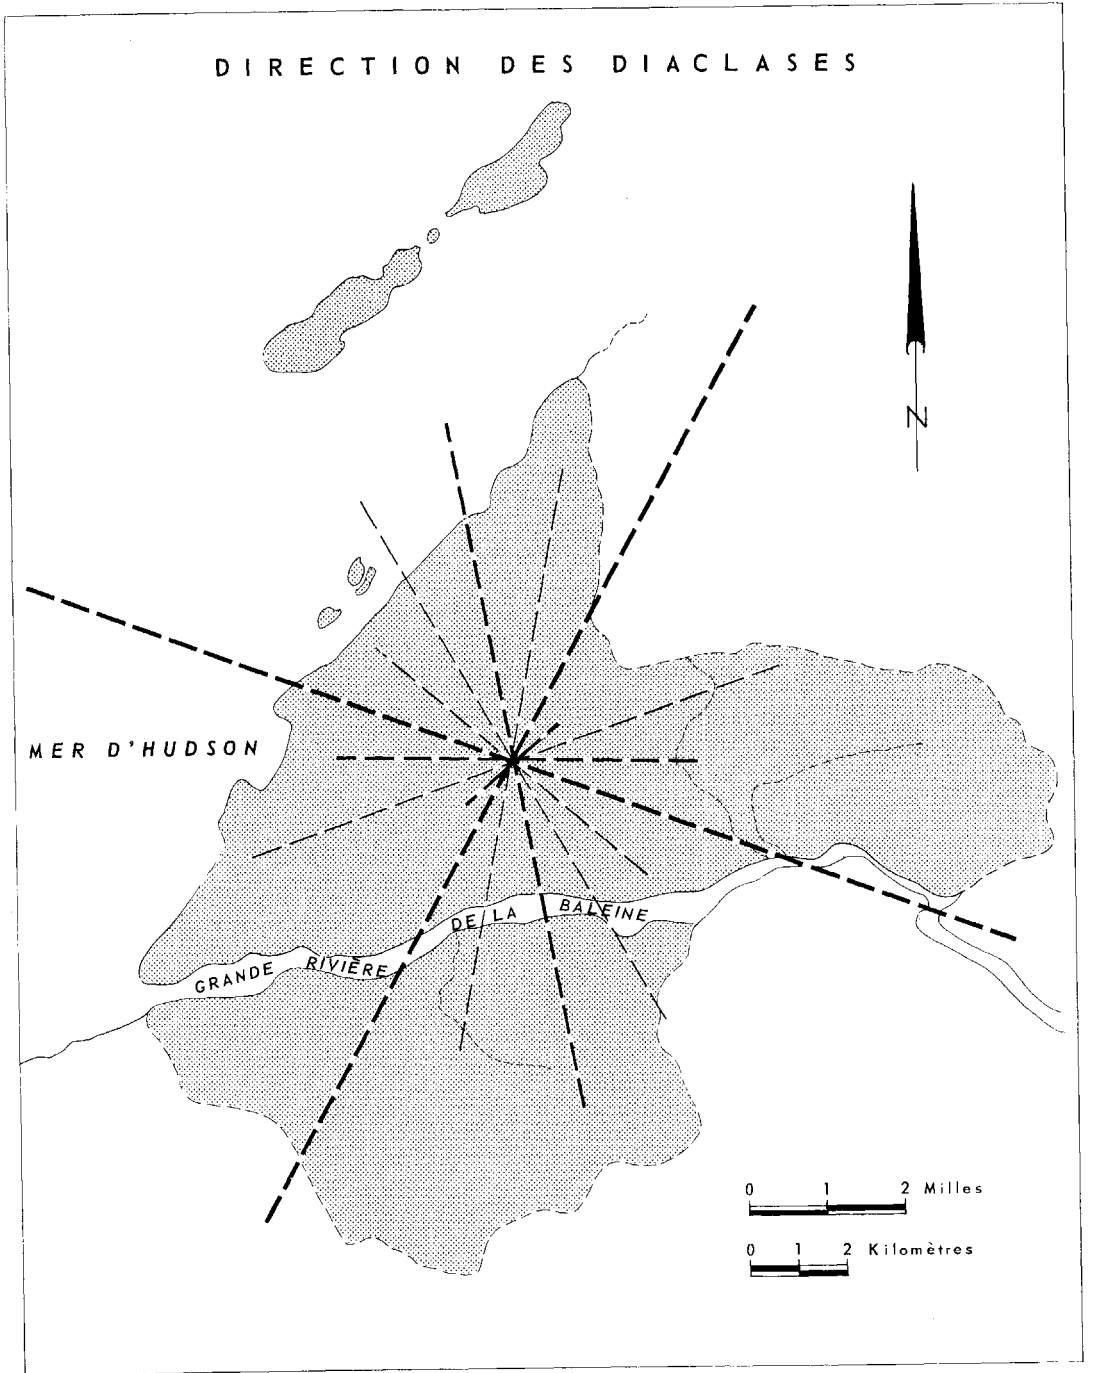 DIRECTION DES DIACLASES
N
MER D'HUDSON
GRANDE RIVIÈRE DE LA BALEINE
0 1 2 Milles
0 1 2 Kilomètres